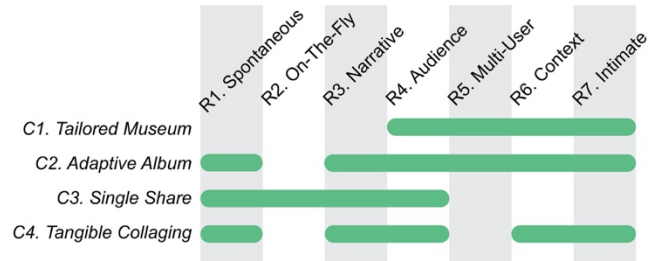 R1. Spontaneous
R2. On-The-Fly
R3. Narrative
R4. Audience
R5. Multi-User
R6. Context
R7. Intimate
C1. Tailored Museum
C2. Adaptive Album
C3. Single Share
C4. Tangible Collaging